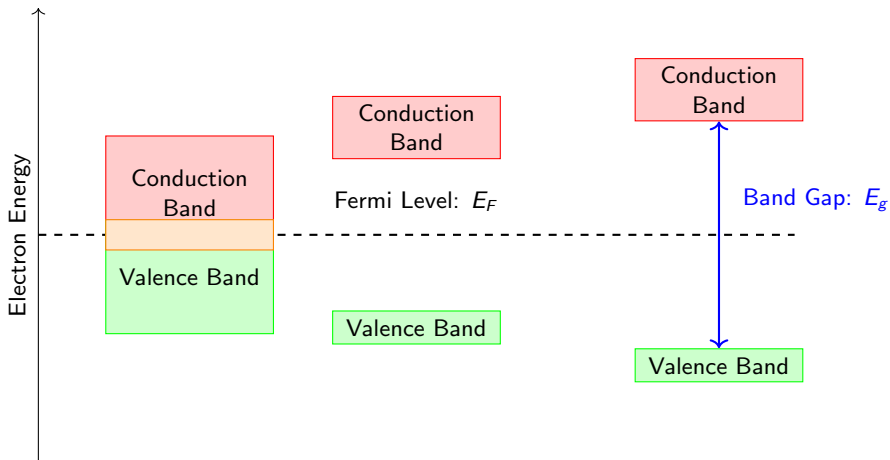 Electron Energy
Conduction
Band
Valence Band
Conduction
Band
Fermi Level: E_F
Valence Band
Conduction
Band
Band Gap: E_g
Valence Band